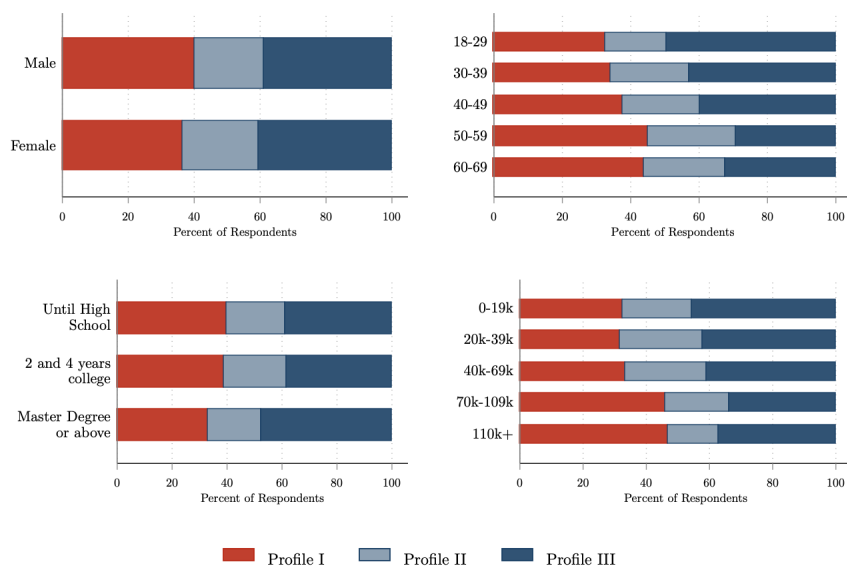 Male
Female
0 20 40 60 80 100
Percent of Respondents
18-29
30-39
40-49
50-59
60-69
0 20 40 60 80 100
Percent of Respondents
Until High
School
2 and 4 years
college
Master Degree
or above
0 20 40 60 80 100
Percent of Respondents
0-19k
20k-39k
40k-69k
70k-109k
110k+
0 20 40 60 80 100
Percent of Respondents
Profile I Profile II Profile III